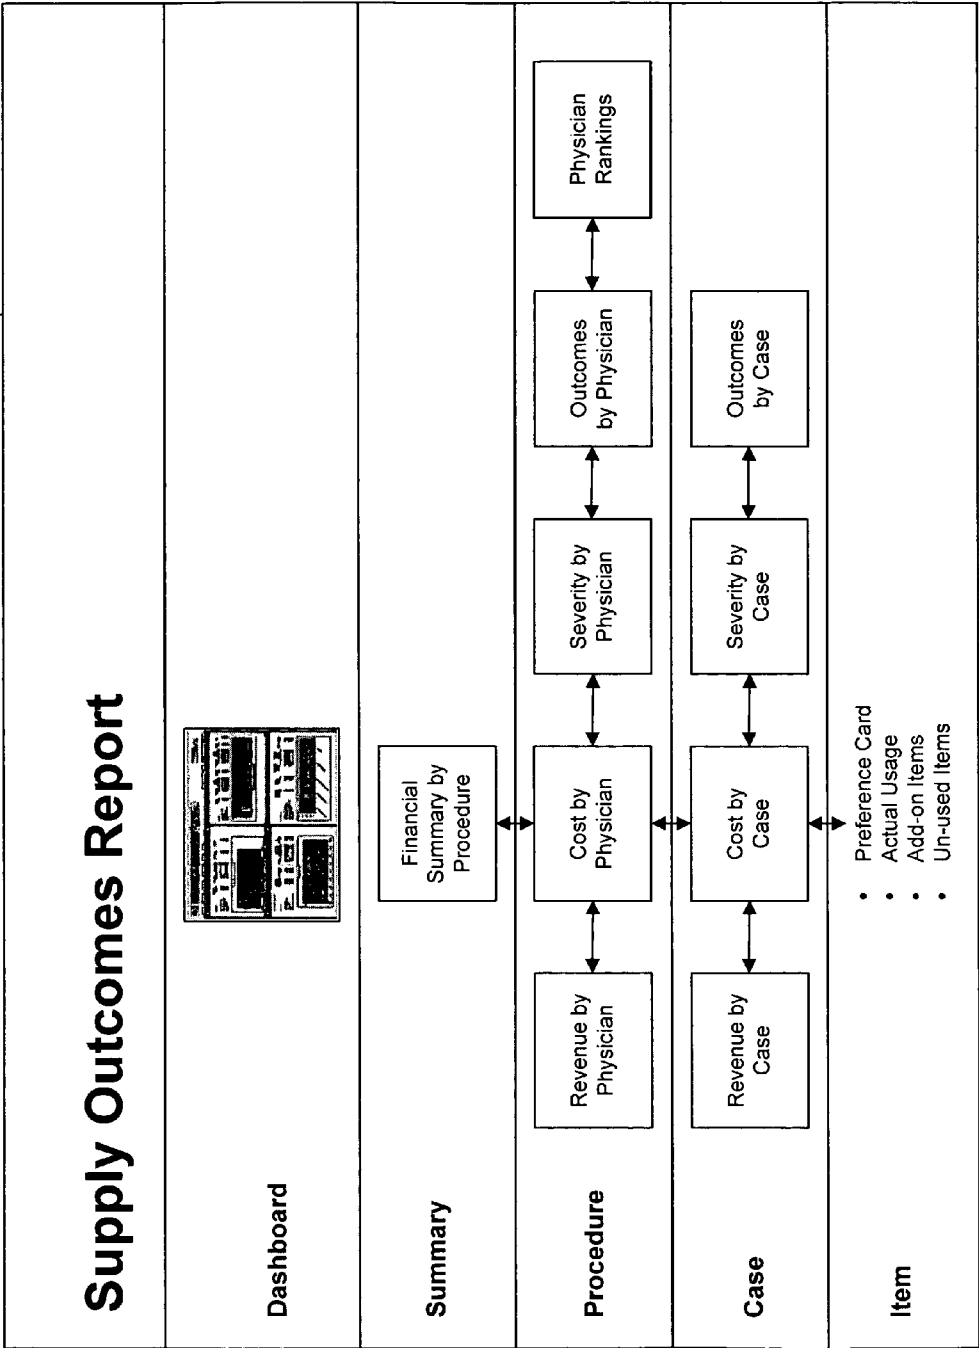 Supply Outcomes Report
Dashboard
Summary
Financial
Summary by
Procedure
Procedure
Revenue by
Physician
Cost by
Physician
Severity by
Physician
Outcomes
by Physician
Physician
Rankings
Case
Revenue by
Case
Cost by
Case
Severity by
Case
Outcomes
by Case
Item
• Preference Card
• Actual Usage
• Add-on Items
• Un-used Items